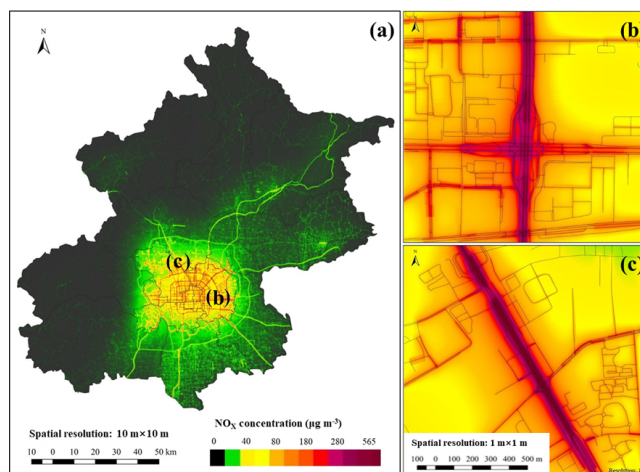 N
(a)
(c)
(b)
NOX concentration (μg m⁻³)
0 40 80 180 280 565
Spatial resolution: 10 m×10 m
10 0 10 20 30 40 50 km
N
(b)
N
(c)
Spatial resolution: 1 m×1 m
100 0 100 200 300 400 500 m